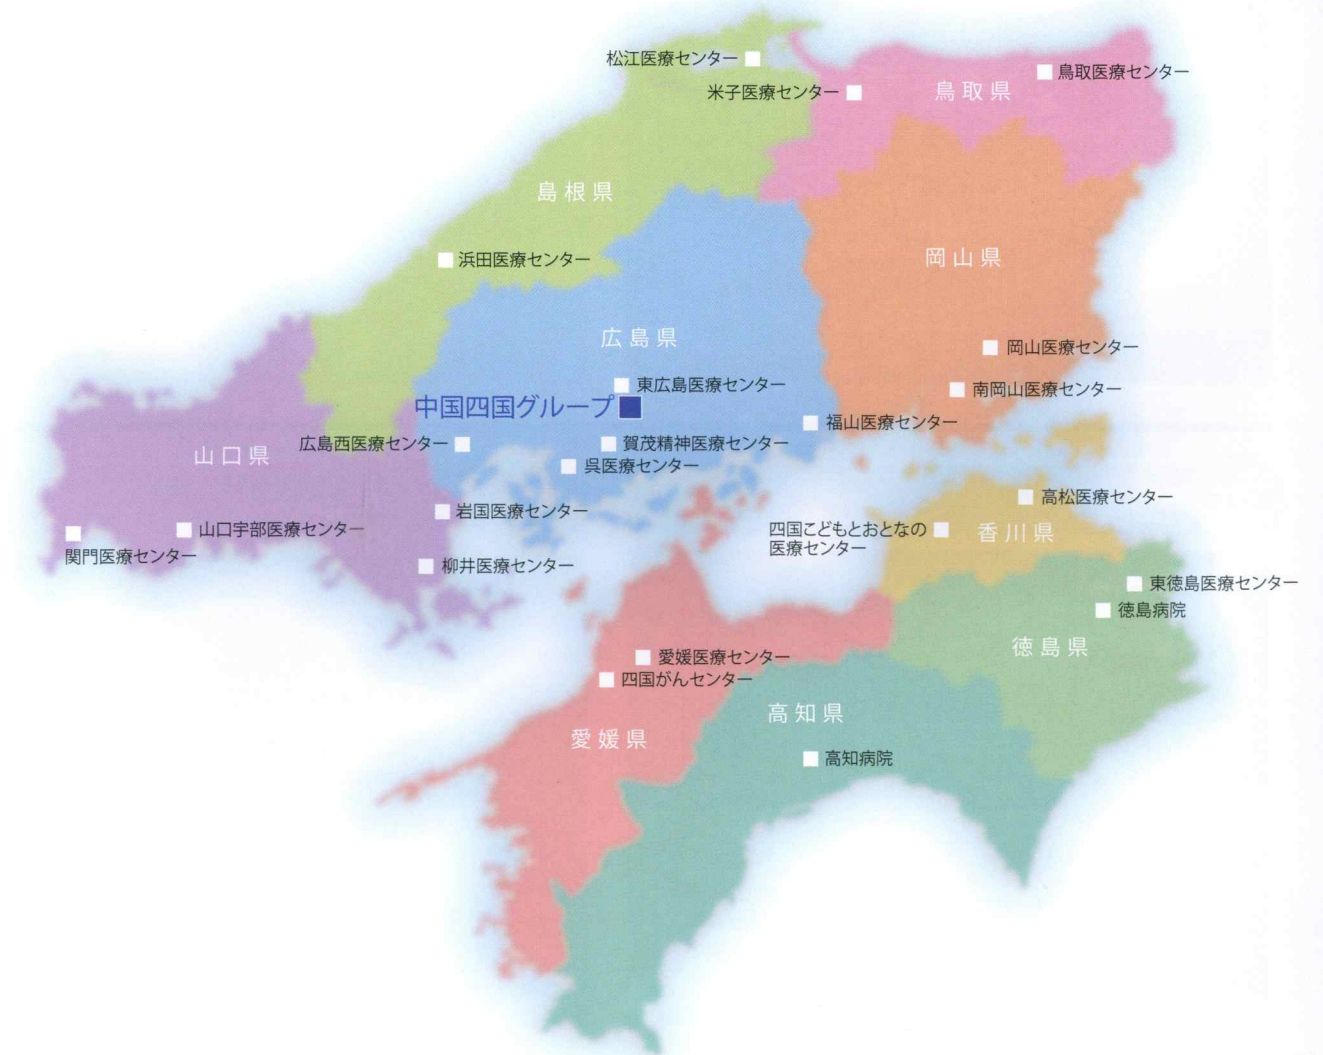 松江医療センター
鳥取医療センター
米子医療センター
鳥取県
島根県
浜田医療センター
岡山県
広島県
岡山医療センター
東広島医療センター
南岡山医療センター
中国四国グループ
福山医療センター
広島西医療センター
賀茂精神医療センター
山口県
呉医療センター
高松医療センター
岩国医療センター
山口宇部医療センター
四国こどもとおとなの
医療センター
香川県
関門医療センター
柳井医療センター
東徳島医療センター
徳島病院
徳島県
愛媛医療センター
四国がんセンター
高知県
愛媛県
高知病院